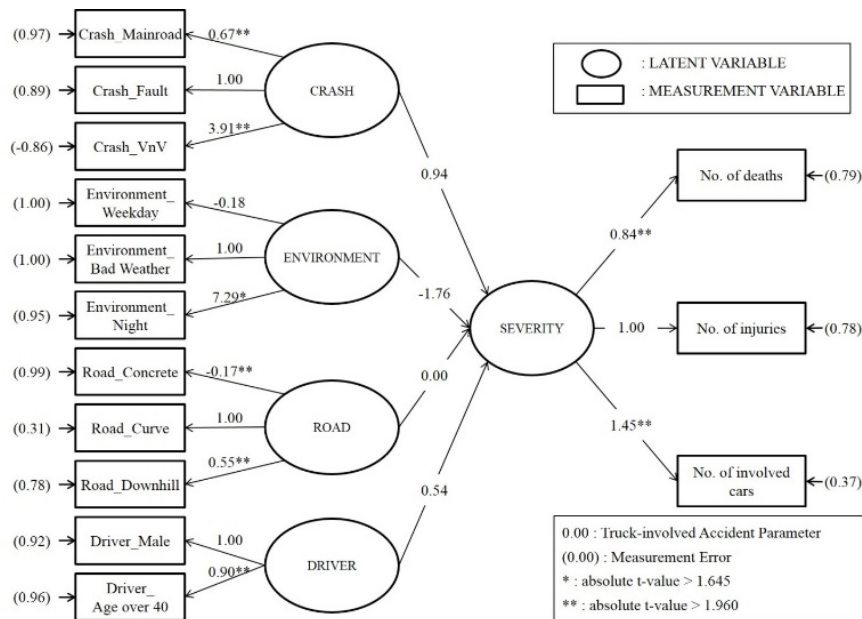 (0.97)
Crash_Mainroad
0.67**
(0.89)
Crash_Fault
1.00
CRASH
(-0.86)
Crash_VnV
3.91**
(1.00)
Environment_
Weekday
-0.18
(1.00)
Environment_
Bad Weather
1.00
ENVIRONMENT
(0.95)
Environment_
Night
7.29*
(0.99)
Road_Concrete
-0.17**
(0.31)
Road_Curve
1.00
ROAD
(0.78)
Road_Downhill
0.55**
(0.92)
Driver_Male
1.00
DRIVER
(0.96)
Driver_
Age over 40
0.90**
0.94
-1.76
0.00
0.54
SEVERITY
0.84**
1.00
1.45**
No. of deaths
(0.79)
No. of injuries
(0.78)
No. of involved
cars
(0.37)
: LATENT VARIABLE
: MEASUREMENT VARIABLE
0.00 : Truck-involved Accident Parameter
(0.00) : Measurement Error
* : absolute t-value > 1.645
** : absolute t-value > 1.960